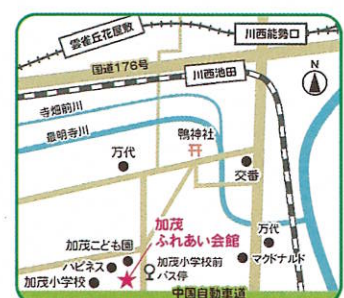 雲雀丘花屋敷
川西能勢口
国道176号
川西池田
N
寺畑前川
最明寺川
鴨神社
万代
交番
加茂
ふれあい会館
万代
加茂こども園
マクドナルド
ハピネス
加茂小学校前
バス停
加茂小学校
中国自動車道